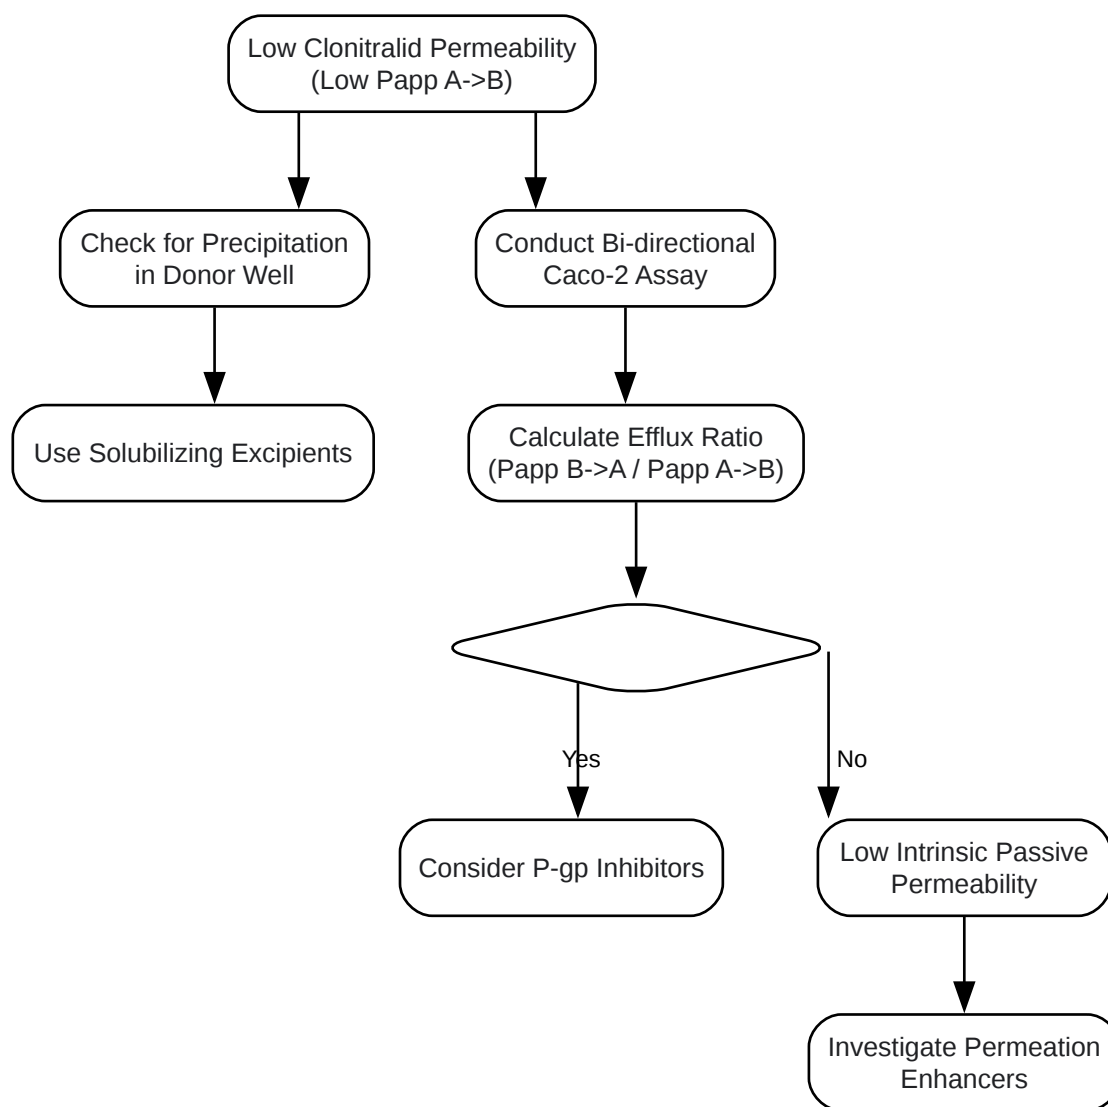 Low Clonitralid Permeability
(Low Papp A->B)
Check for Precipitation
in Donor Well
Conduct Bi-directional
Caco-2 Assay
Use Solubilizing Excipients
Calculate Efflux Ratio
(Papp B->A / Papp A->B)
Yes
No
Consider P-gp Inhibitors
Low Intrinsic Passive
Permeability
Investigate Permeation
Enhancers